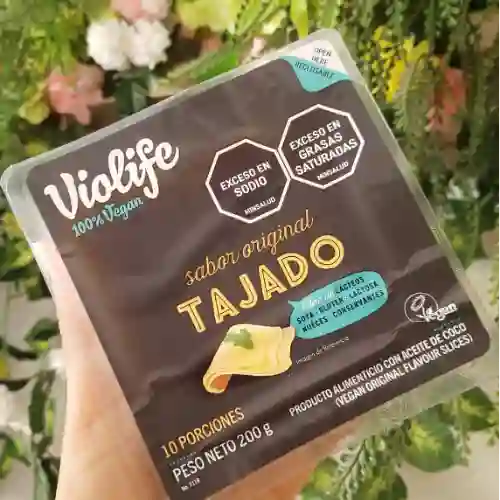 OPEN
HERE
RECLOSABLE
Violife
100% Vegan
EXCESO EN
SODIO
MINSALUD
EXCESO EN
GRASAS
SATURADAS
MINSALUD
sabor original
TAJADO
Libre de LÁCTEOS
SOYA · GLUTEN · LACTOSA
NUECES · CONSERVANTES
Imagen de Referencia
Vegan
10 PORCIONES
PESO NETO 200 g
PRODUCTO ALIMENTICIO CON ACEITE DE COCO
(VEGAN ORIGINAL FLAVOUR SLICES)